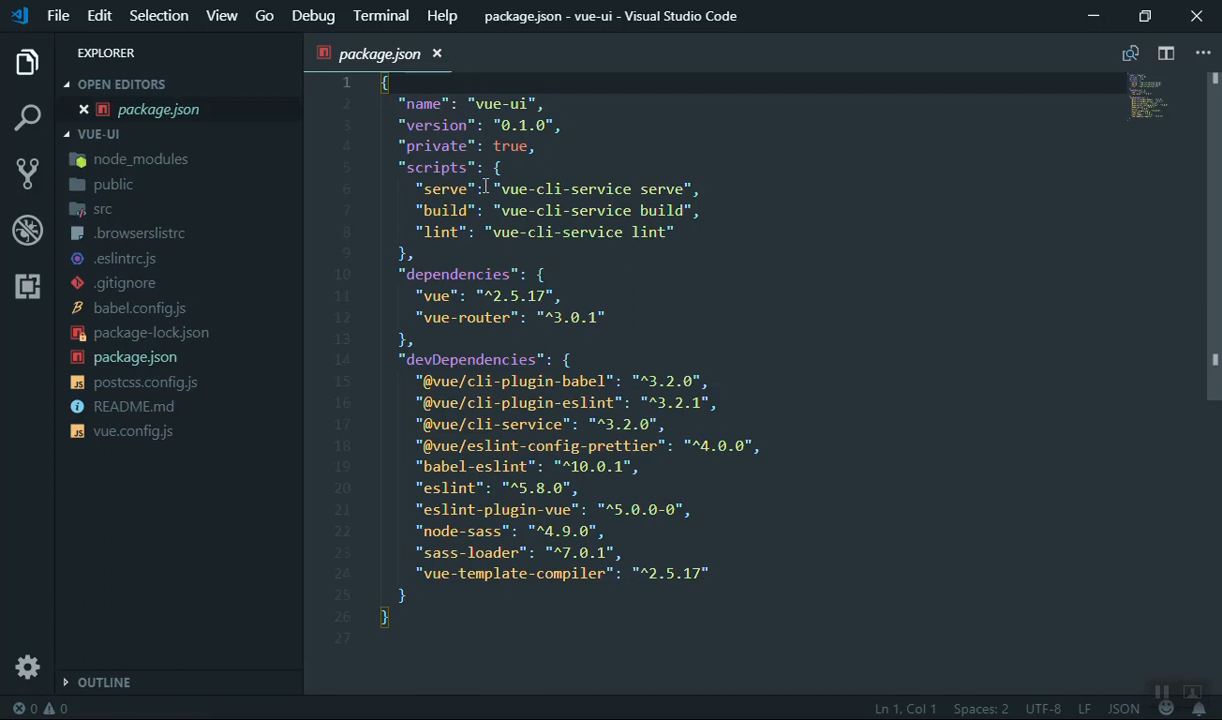 File Edit Selection View Go Debug Terminal Help package.json - vue-ui - Visual Studio Code
EXPLORER
OPEN EDITORS
package.json
VUE-UI
node_modules
public
src
.browserslistrc
.eslintrc.js
.gitignore
babel.config.js
package-lock.json
package.json
postcss.config.js
README.md
vue.config.js
OUTLINE
package.json
1 {
2 "name": "vue-ui",
3 "version": "0.1.0",
4 "private": true,
5 "scripts": {
6 "serve": "vue-cli-service serve",
7 "build": "vue-cli-service build",
8 "lint": "vue-cli-service lint"
9 },
10 "dependencies": {
11 "vue": "^2.5.17",
12 "vue-router": "^3.0.1"
13 },
14 "devDependencies": {
15 "@vue/cli-plugin-babel": "^3.2.0",
16 "@vue/cli-plugin-eslint": "^3.2.1",
17 "@vue/cli-service": "^3.2.0",
18 "@vue/eslint-config-prettier": "^4.0.0",
19 "babel-eslint": "^10.0.1",
20 "eslint": "^5.8.0",
21 "eslint-plugin-vue": "^5.0.0-0",
22 "node-sass": "^4.9.0",
23 "sass-loader": "^7.0.1",
24 "vue-template-compiler": "^2.5.17"
25 }
26 }
27
0 0 Ln 1, Col 1 Spaces: 2 UTF-8 LF JSON